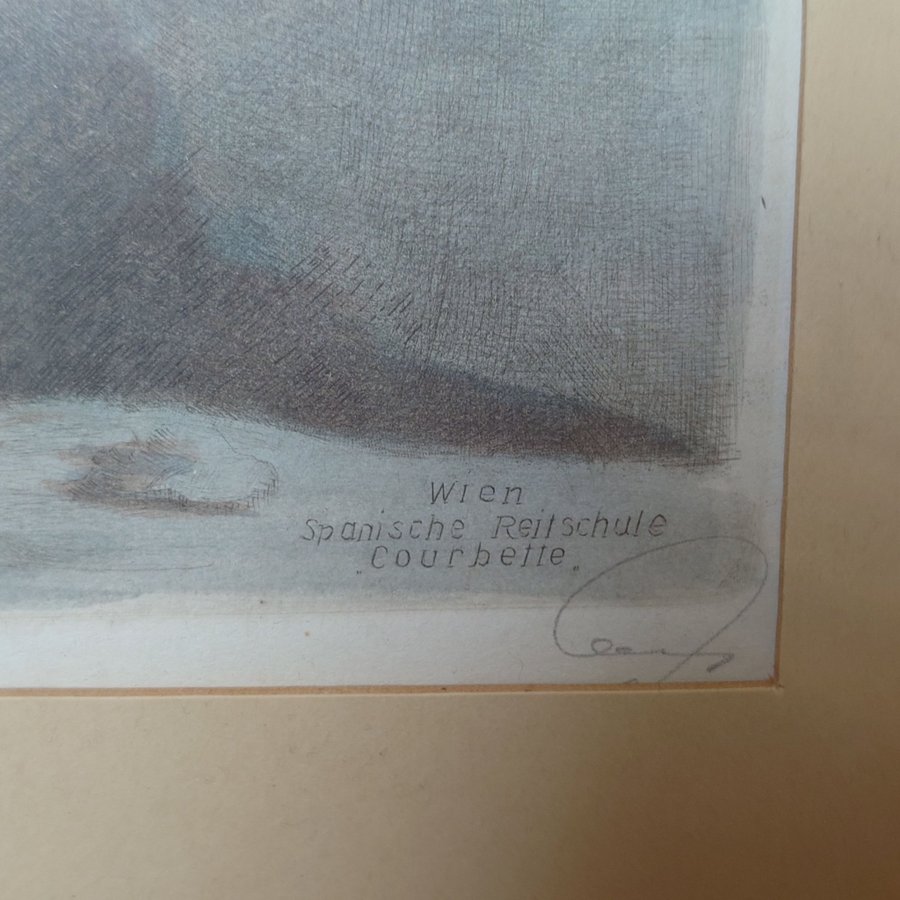 Wien
Spanische Reitschule
„Courbette"